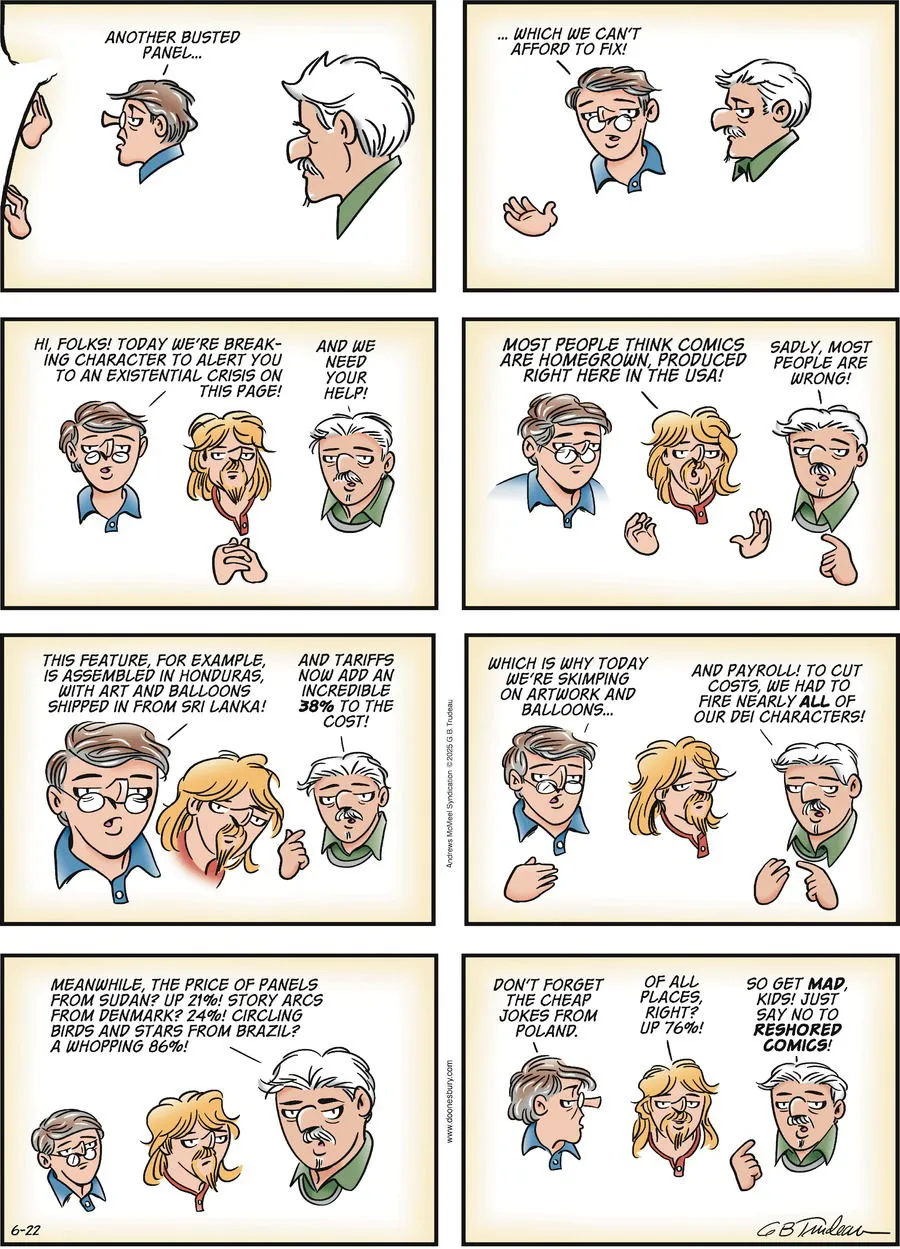 ANOTHER BUSTED
PANEL...
... WHICH WE CAN'T
AFFORD TO FIX!
HI, FOLKS! TODAY WE'RE BREAK-
ING CHARACTER TO ALERT YOU
TO AN EXISTENTIAL CRISIS ON
THIS PAGE!
AND WE
NEED
YOUR
HELP!
MOST PEOPLE THINK COMICS
ARE HOMEGROWN, PRODUCED
RIGHT HERE IN THE USA!
SADLY, MOST
PEOPLE ARE
WRONG!
THIS FEATURE, FOR EXAMPLE,
IS ASSEMBLED IN HONDURAS,
WITH ART AND BALLOONS
SHIPPED IN FROM SRI LANKA!
AND TARIFFS
NOW ADD AN
INCREDIBLE
38% TO THE
COST!
Andrews McMeel Syndication ©2025 G.B. Trudeau
WHICH IS WHY TODAY
WE'RE SKIMPING
ON ARTWORK AND
BALLOONS...
AND PAYROLL! TO CUT
COSTS, WE HAD TO
FIRE NEARLY ALL OF
OUR DEI CHARACTERS!
MEANWHILE, THE PRICE OF PANELS
FROM SUDAN? UP 21%! STORY ARCS
FROM DENMARK? 24%! CIRCLING
BIRDS AND STARS FROM BRAZIL?
A WHOPPING 86%!
6-22
www.doonesbury.com
DON'T FORGET
THE CHEAP
JOKES FROM
POLAND.
OF ALL
PLACES,
RIGHT?
UP 76%!
SO GET MAD,
KIDS! JUST
SAY NO TO
RESHORED
COMICS!
GB Trudeau